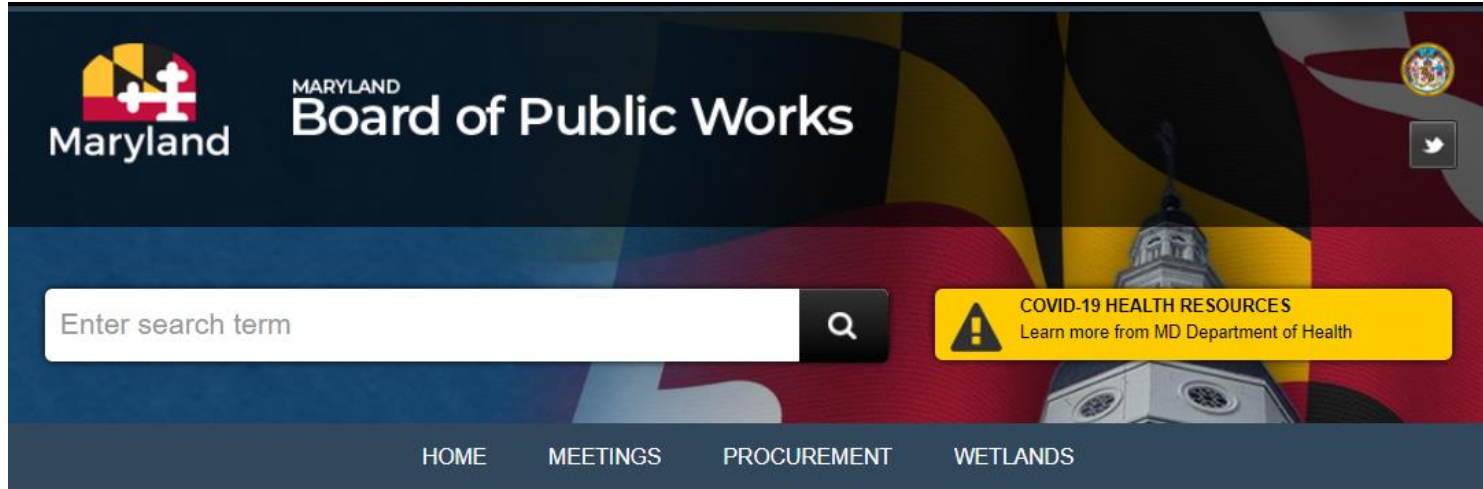 Maryland
MARYLAND
Board of Public Works
Enter search term
COVID-19 HEALTH RESOURCES
Learn more from MD Department of Health
HOME MEETINGS PROCUREMENT WETLANDS